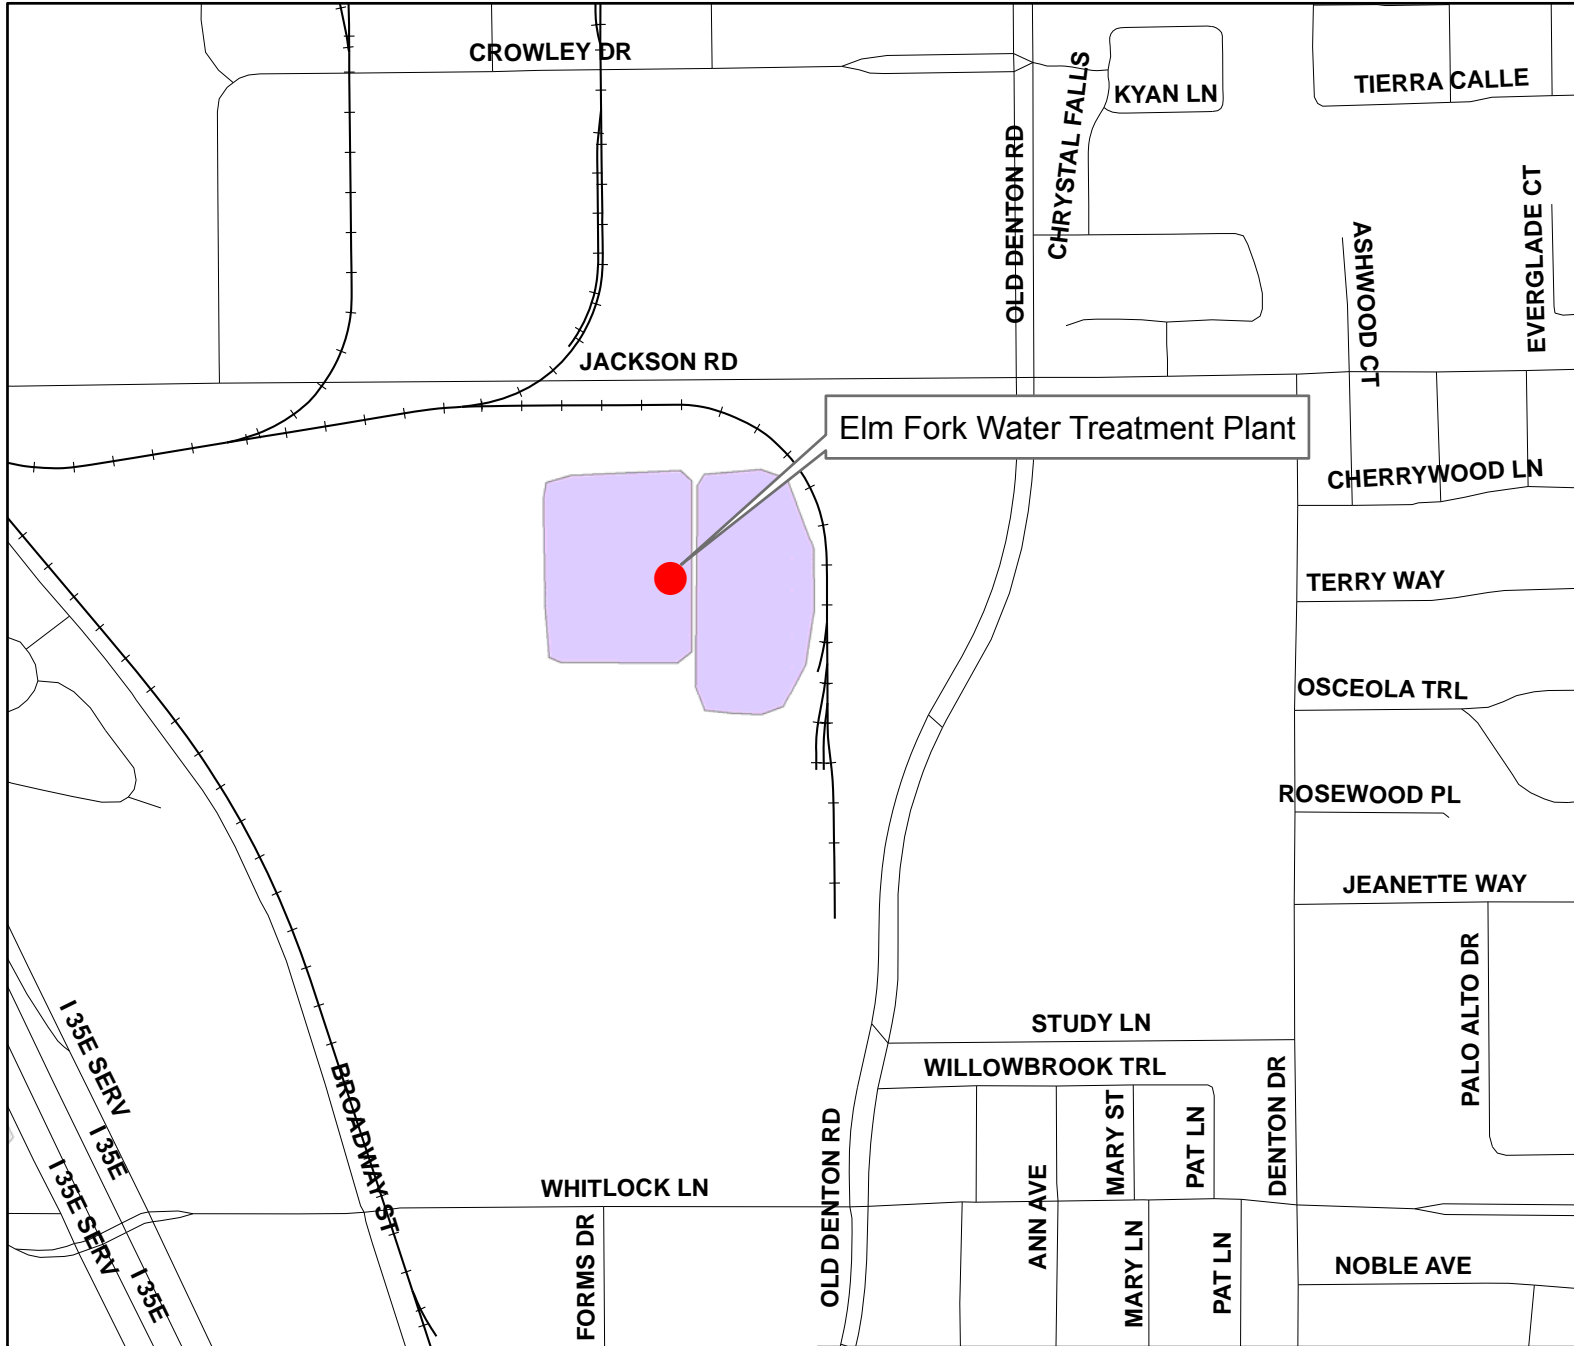 CROWLEY DR
CHRYSTAL FALLS
KYAN LN
TIERRA CALLE
OLD DENTON RD
EVERGLADE CT
ASHWOOD CT
JACKSON RD
Elm Fork Water Treatment Plant
CHERRYWOOD LN
TERRY WAY
OSCEOLA TRL
ROSEWOOD PL
JEANETTE WAY
PALO ALTO DR
I 35E SERV
STUDY LN
WILLOWBROOK TRL
BROADWAY ST
DENTON DR
MARY ST
PAT LN
I 35E
I 35E SERV
OLD DENTON RD
WHITLOCK LN
ANN AVE
I 35E
FORMS DR
MARY LN
PAT LN
NOBLE AVE